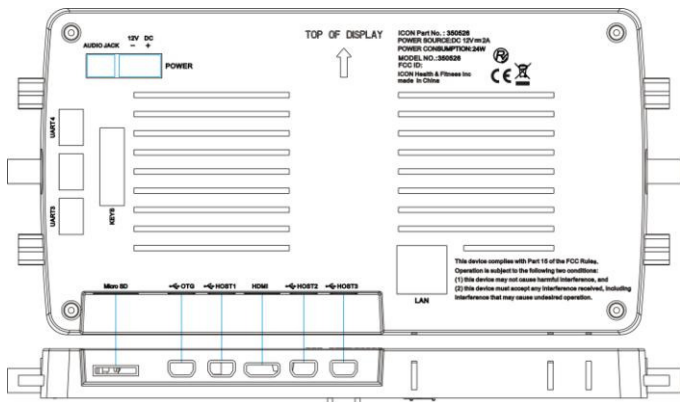 TOP OF DISPLAY
ICON Part No. : 350526
POWER SOURCE:DC 12V⎓2A
POWER CONSUMPTION:24W
MODEL NO.:350526
FCC ID:
ICON Health & Fitness Inc
made in China
12V DC
AUDIO JACK − +
POWER
UART4
KEYS
UART3
Micro SD
OTG
HOST1
HDMI
HOST2
HOST3
LAN
This device complies with Part 15 of the FCC Rules.
Operation is subject to the following two conditions:
(1) this device may not cause harmful interference, and
(2) this device must accept any interference received, including
interference that may cause undesired operation.